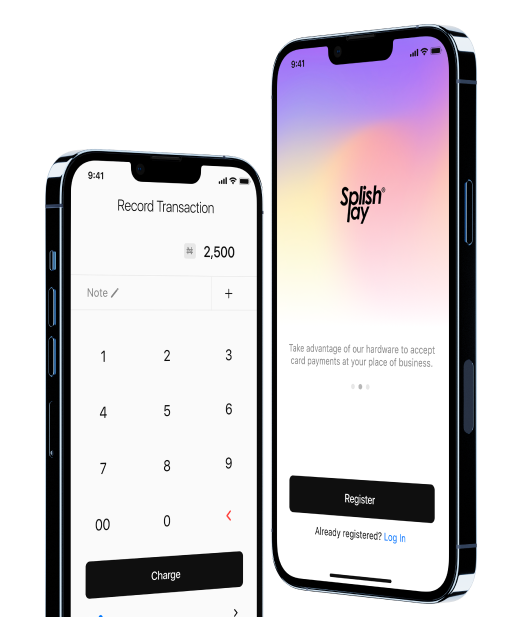 9:41
Record Transaction
₦ 2,500
Note
+
1 2 3
4 5 6
7 8 9
00 0
Charge
9:41
Splish®
lay
Take advantage of our hardware to accept
card payments at your place of business.
Register
Already registered? Log In